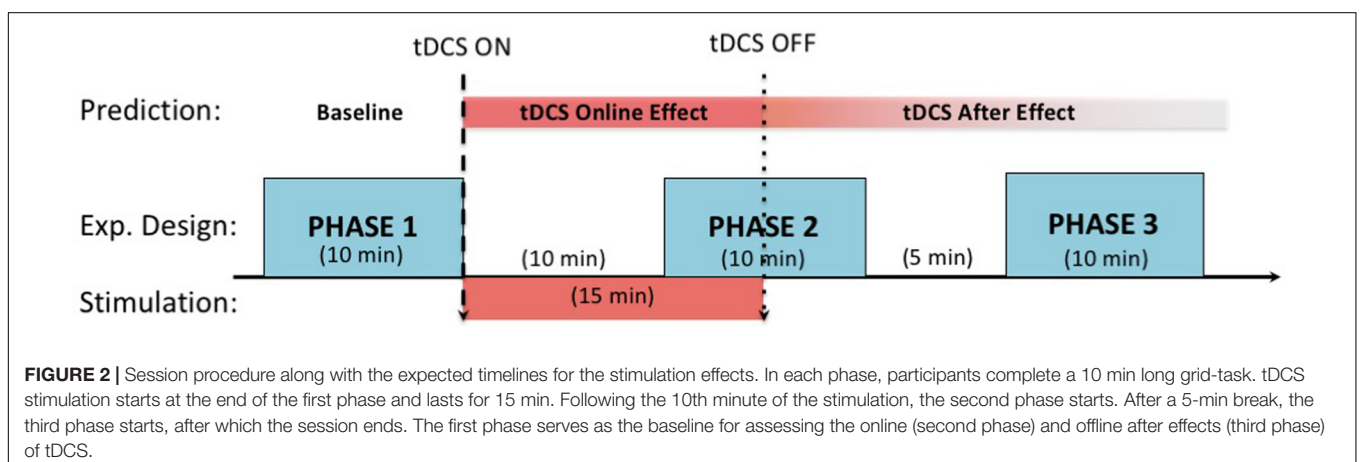 tDCS ON
tDCS OFF
Prediction:
Baseline
tDCS Online Effect
tDCS After Effect
Exp. Design:
PHASE 1
(10 min)
(10 min)
PHASE 2
(10 min)
(5 min)
PHASE 3
(10 min)
Stimulation:
(15 min)
FIGURE 2 | Session procedure along with the expected timelines for the stimulation effects. In each phase, participants complete a 10 min long grid-task. tDCS
stimulation starts at the end of the first phase and lasts for 15 min. Following the 10th minute of the stimulation, the second phase starts. After a 5-min break, the
third phase starts, after which the session ends. The first phase serves as the baseline for assessing the online (second phase) and offline after effects (third phase)
of tDCS.